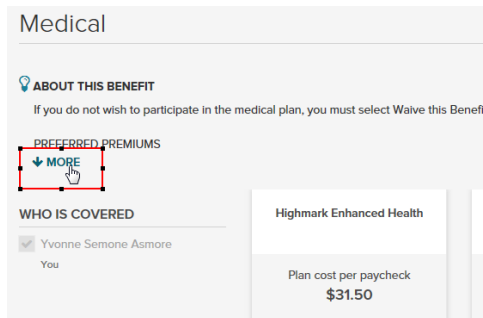 Medical
ABOUT THIS BENEFIT
If you do not wish to participate in the medical plan, you must select Waive this Benefi
PREFERRED PREMIUMS
MORE
WHO IS COVERED
Yvonne Semone Asmore
You
Highmark Enhanced Health
Plan cost per paycheck
$31.50